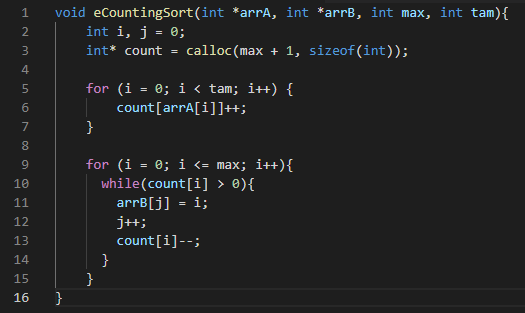 1 void eCountingSort(int *arrA, int *arrB, int max, int tam){
2     int i, j = 0;
3     int* count = calloc(max + 1, sizeof(int));
4
5     for (i = 0; i < tam; i++) {
6         count[arrA[i]]++;
7     }
8
9     for (i = 0; i <= max; i++){
10       while(count[i] > 0){
11         arrB[j] = i;
12         j++;
13         count[i]--;
14       }
15     }
16 }